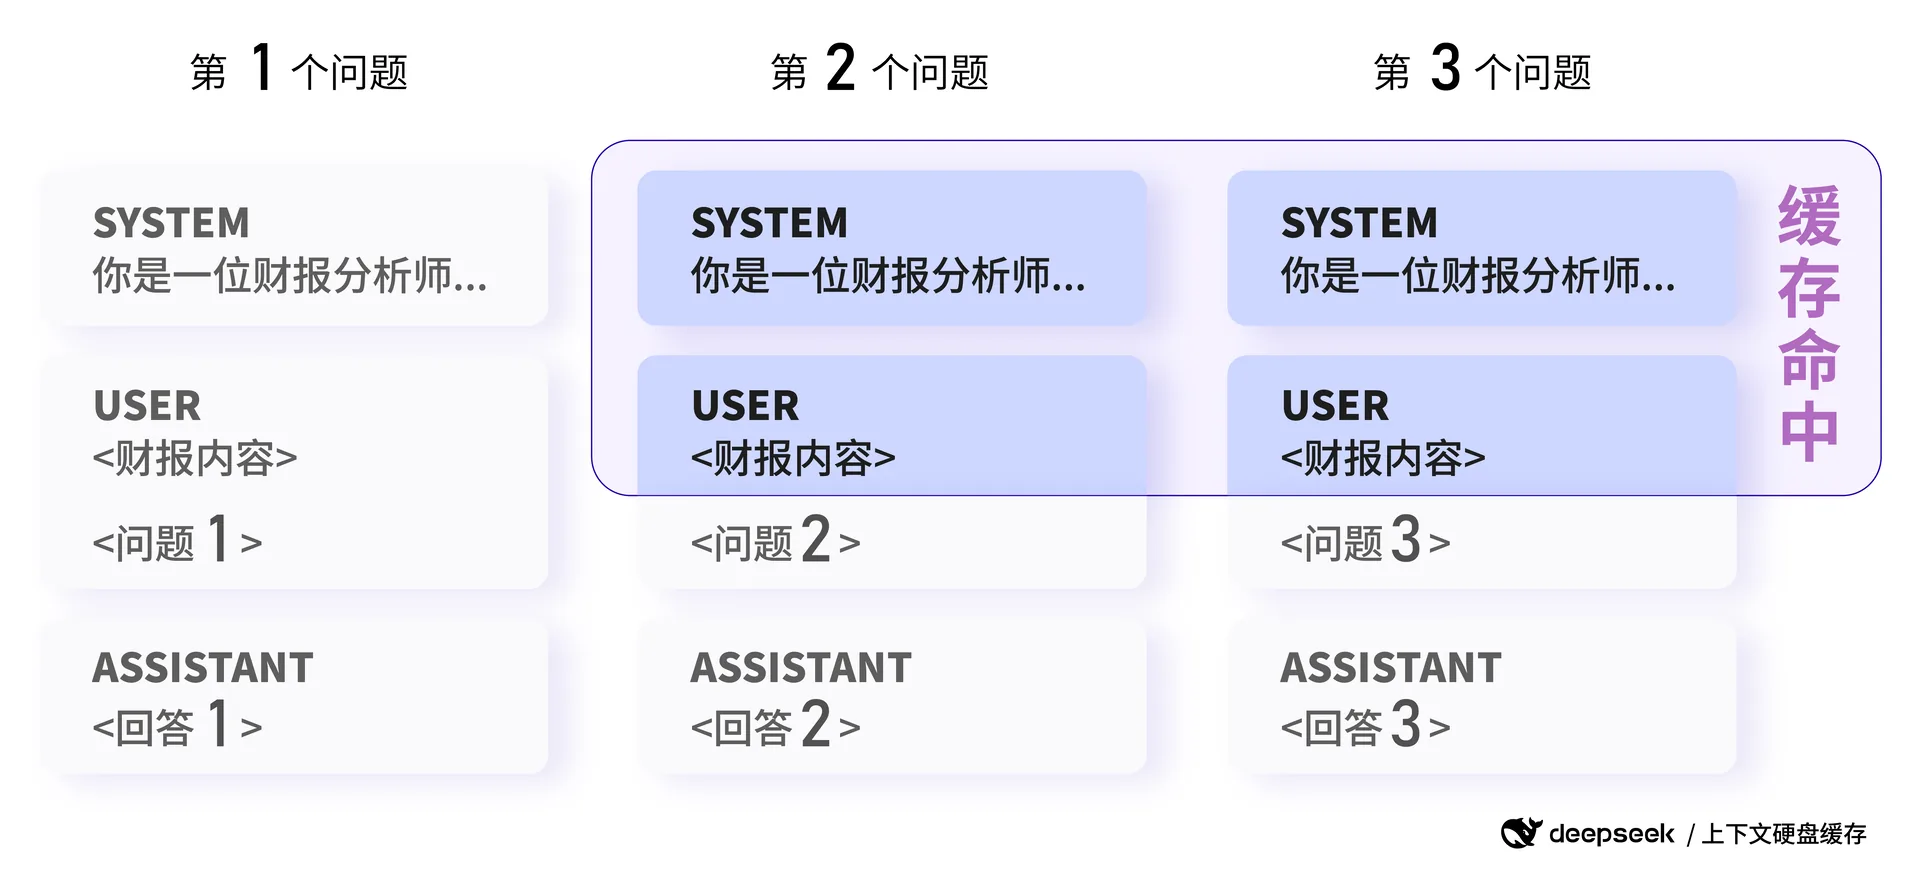 第 1 个问题
SYSTEM
你是一位财报分析师...
USER
<财报内容>
<问题 1 >
ASSISTANT
<回答 1 >
第 2 个问题
SYSTEM
你是一位财报分析师...
USER
<财报内容>
<问题 2 >
ASSISTANT
<回答 2 >
第 3 个问题
SYSTEM
你是一位财报分析师...
USER
<财报内容>
<问题 3 >
ASSISTANT
<回答 3 >
缓存命中
deepseek / 上下文硬盘缓存